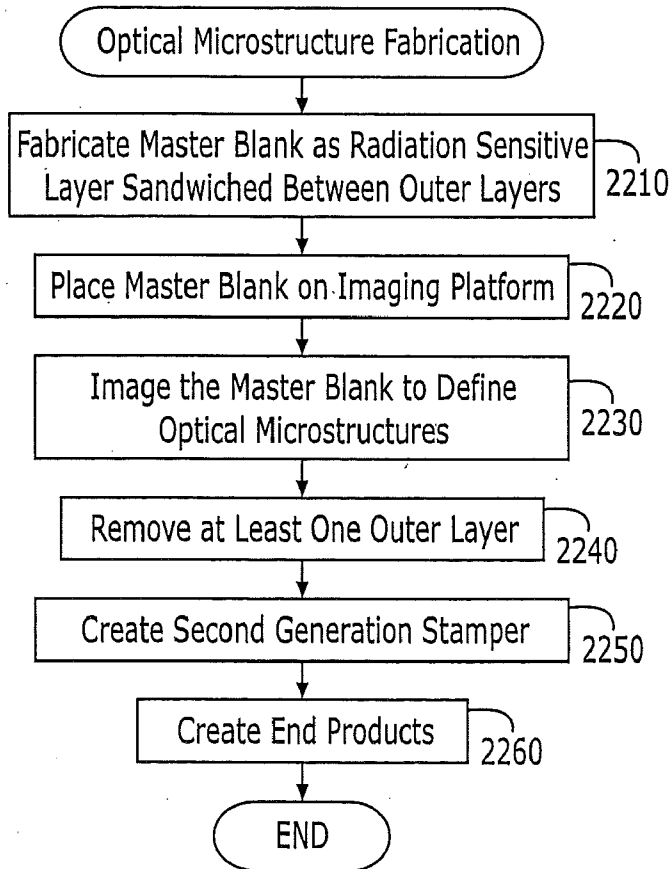 Optical Microstructure Fabrication
Fabricate Master Blank as Radiation Sensitive
Layer Sandwiched Between Outer Layers
2210
Place Master Blank on Imaging Platform
2220
Image the Master Blank to Define
Optical Microstructures
2230
Remove at Least One Outer Layer
2240
Create Second Generation Stamper
2250
Create End Products
2260
END